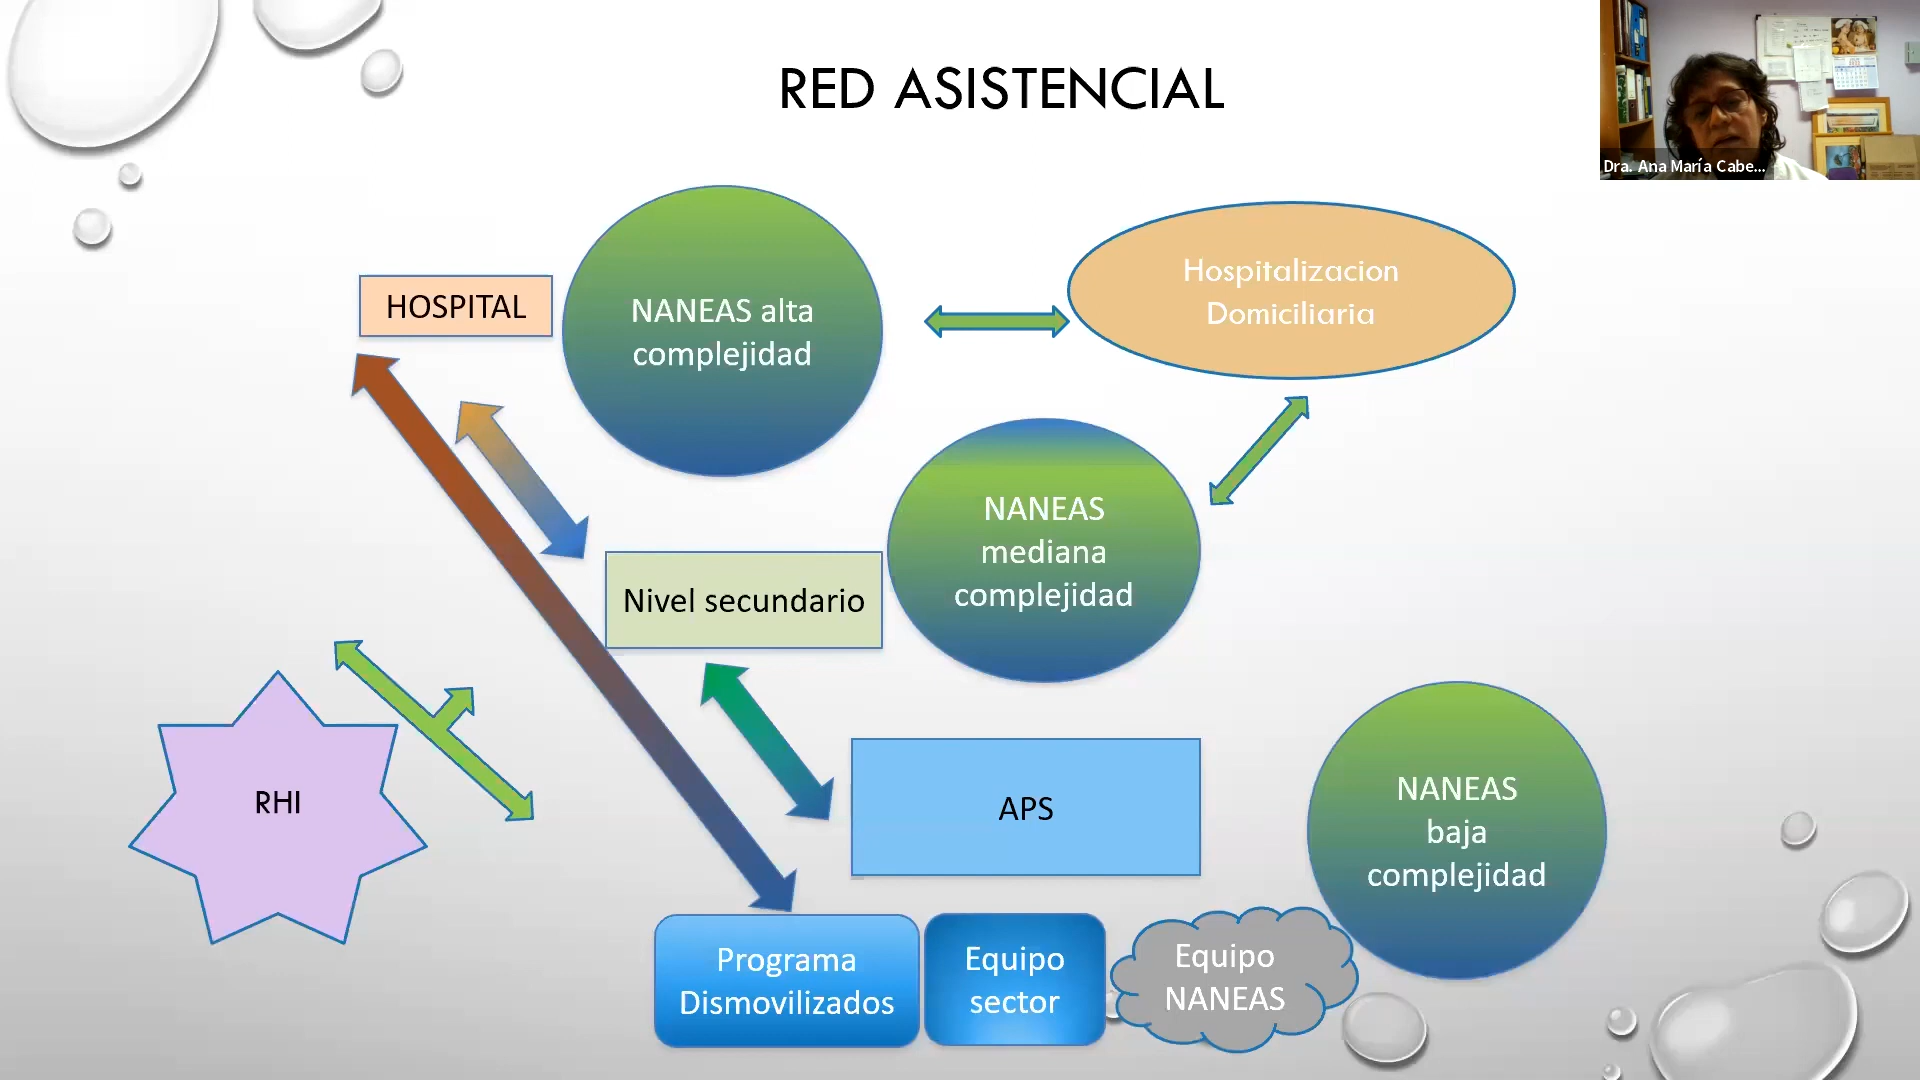 RED ASISTENCIAL
Dra. Ana María Cabe...
HOSPITAL
NANEAS alta
complejidad
Hospitalizacion
Domiciliaria
NANEAS
mediana
complejidad
Nivel secundario
RHI
APS
NANEAS
baja
complejidad
Programa
Dismovilizados
Equipo
sector
Equipo
NANEAS